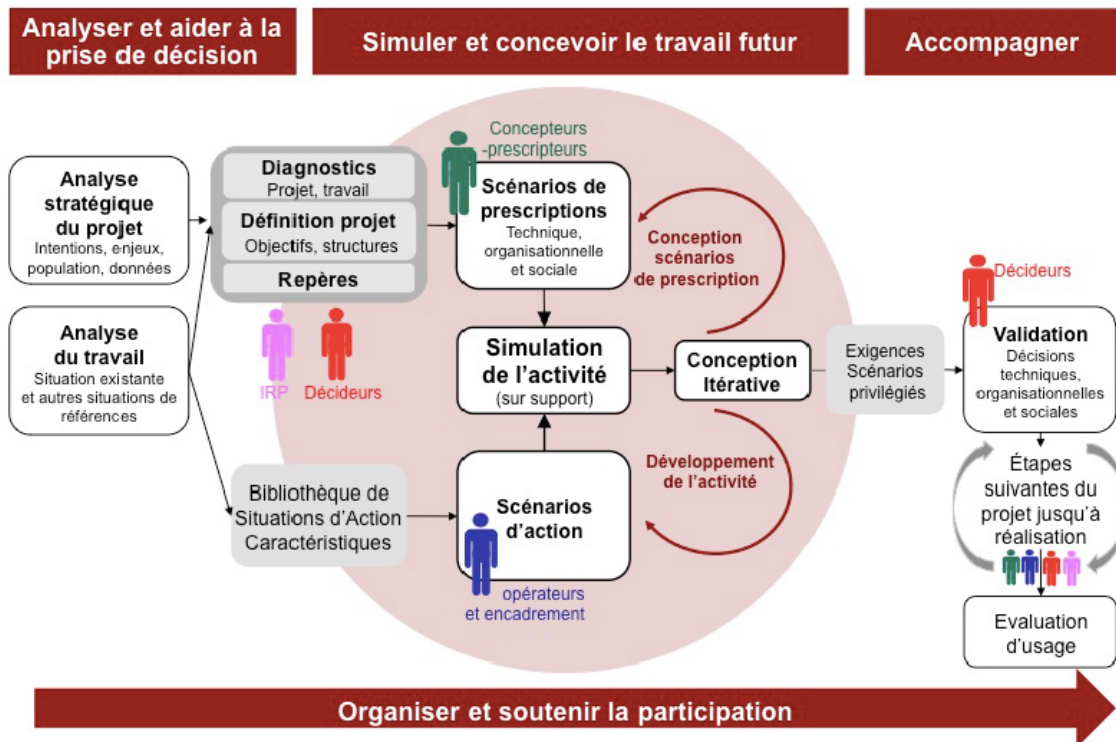 Analyser et aider à la
prise de décision
Simuler et concevoir le travail futur
Accompagner
Analyse
stratégique
du projet
Intentions, enjeux,
population, données
Analyse
du travail
Situation existante
et autres situations de
références
Diagnostics
Projet, travail
Définition projet
Objectifs, structures
Repères
IRP
Décideurs
Bibliothèque de
Situations d'Action
Caractéristiques
Concepteurs
-prescripteurs
Scénarios de
prescriptions
Technique,
organisationnelle
et sociale
Simulation
de l'activité
(sur support)
Scénarios
d'action
opérateurs
et encadrement
Conception
scénarios
de prescription
Conception
Itérative
Développement
de l'activité
Exigences
Scénarios
privilégiés
Décideurs
Validation
Décisions
techniques,
organisationnelles
et sociales
Étapes
suivantes du
projet jusqu'à
réalisation
Evaluation
d'usage
Organiser et soutenir la participation